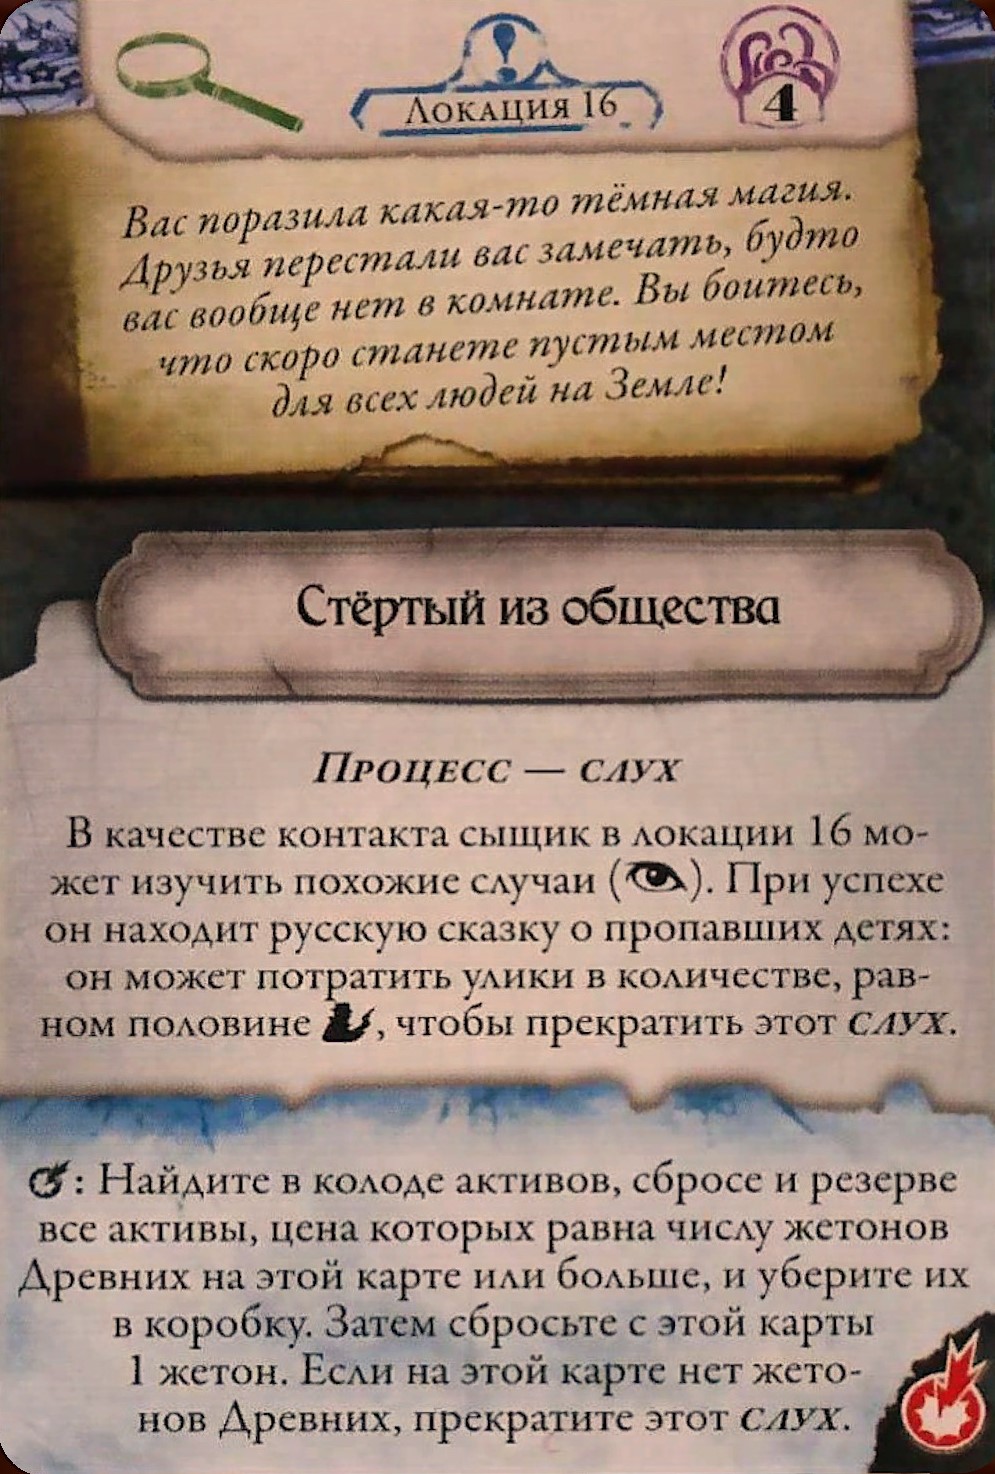 Локация 16
4
Вас поразила какая-то тёмная магия.
Друзья перестали вас замечать, будто
вас вообще нет в комнате. Вы боитесь,
что скоро станете пустым местом
для всех людей на Земле!
Стёртый из общества
Процесс — слух
В качестве контакта сыщик в локации 16 мо-
жет изучить похожие случаи (). При успехе
он находит русскую сказку о пропавших детях:
он может потратить улики в количестве, рав-
ном половине , чтобы прекратить этот слух.
: Найдите в колоде активов, сбросе и резерве
все активы, цена которых равна числу жетонов
Древних на этой карте или больше, и уберите их
в коробку. Затем сбросьте с этой карты
1 жетон. Если на этой карте нет жето-
нов Древних, прекратите этот слух.